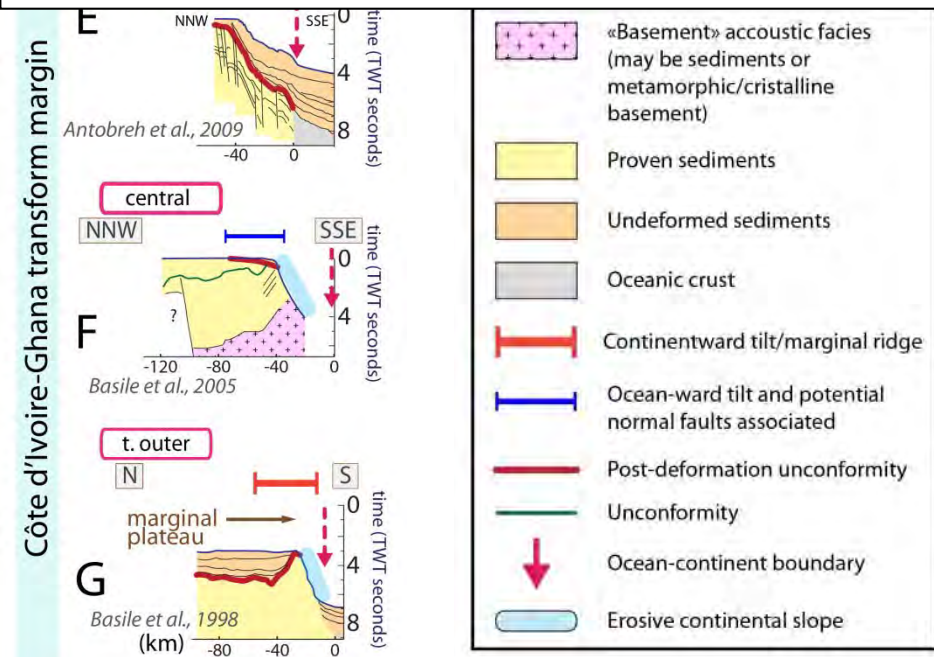 Côte d'Ivoire-Ghana transform margin
E
NNW
SSE
0
4
8
time (TWT seconds)
Antobreh et al., 2009
-40
0
central
NNW
SSE
0
4
time (TWT seconds)
?
F
-120
-80
-40
0
Basile et al., 2005
t. outer
N
S
0
4
8
time (TWT seconds)
marginal
plateau
G
Basile et al., 1998
(km)
-80
-40
0
«Basement» accoustic facies
(may be sediments or
metamorphic/cristalline
basement)
Proven sediments
Undeformed sediments
Oceanic crust
Continentward tilt/marginal ridge
Ocean-ward tilt and potential
normal faults associated
Post-deformation unconformity
Unconformity
Ocean-continent boundary
Erosive continental slope